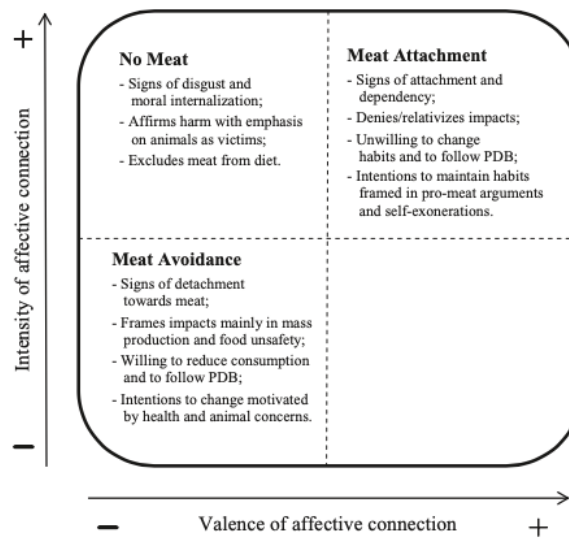 +
Intensity of affective connection
−
No Meat
- Signs of disgust and
moral internalization;
- Affirms harm with emphasis
on animals as victims;
- Excludes meat from diet.
Meat Attachment
- Signs of attachment and
dependency;
- Denies/relativizes impacts;
- Unwilling to change
habits and to follow PDB;
- Intentions to maintain habits
framed in pro-meat arguments
and self-exonerations.
Meat Avoidance
- Signs of detachment
towards meat;
- Frames impacts mainly in mass
production and food unsafety;
- Willing to reduce consumption
and to follow PDB;
- Intentions to change motivated
by health and animal concerns.
− Valence of affective connection +